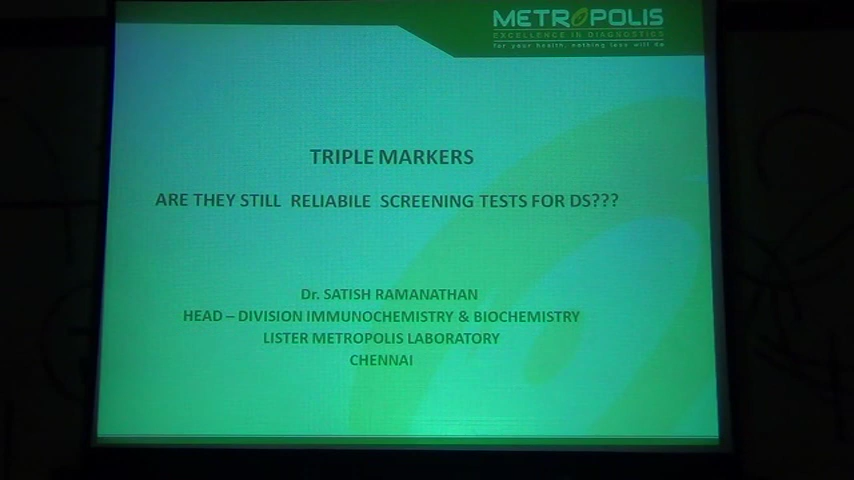 METROPOLIS
EXCELLENCE IN DIAGNOSTICS
for your health, nothing less will do
TRIPLE MARKERS
ARE THEY STILL RELIABILE SCREENING TESTS FOR DS???
Dr. SATISH RAMANATHAN
HEAD – DIVISION IMMUNOCHEMISTRY & BIOCHEMISTRY
LISTER METROPOLIS LABORATORY
CHENNAI